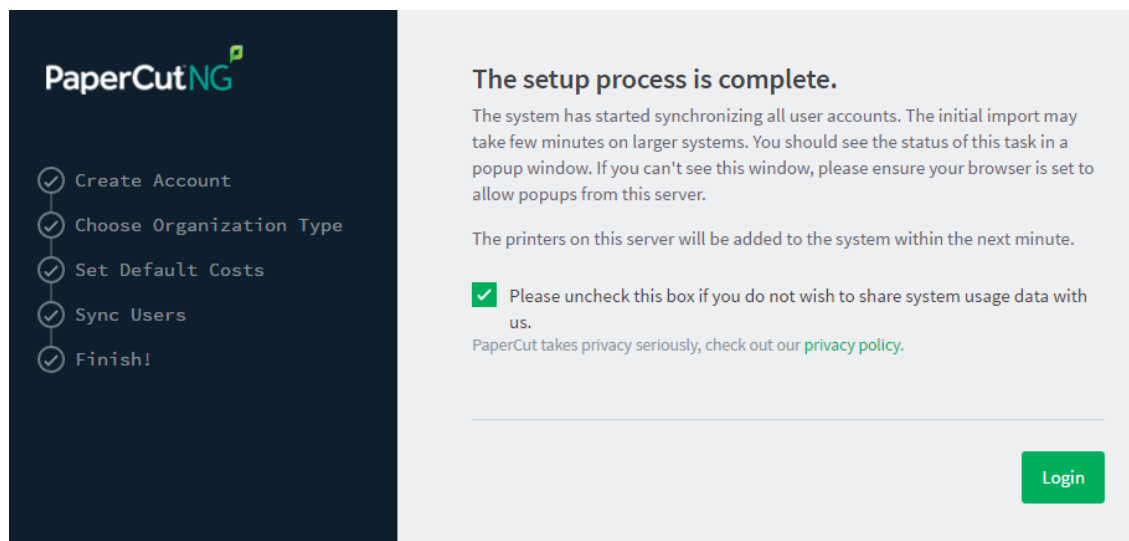 PaperCut NG
Create Account
Choose Organization Type
Set Default Costs
Sync Users
Finish!
The setup process is complete.
The system has started synchronizing all user accounts. The initial import may
take few minutes on larger systems. You should see the status of this task in a
popup window. If you can't see this window, please ensure your browser is set to
allow popups from this server.
The printers on this server will be added to the system within the next minute.
Please uncheck this box if you do not wish to share system usage data with
us.
PaperCut takes privacy seriously, check out our privacy policy.
Login